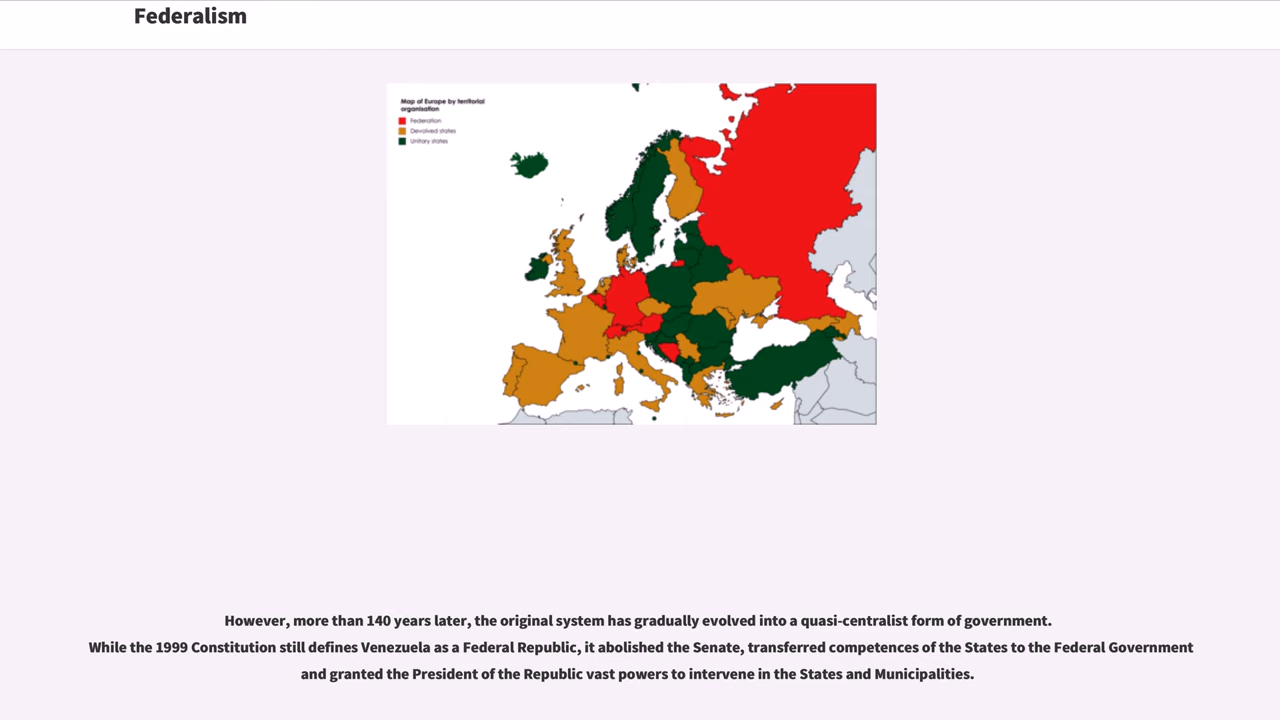 Federalism
Map of Europe by territorial
organisation
Federation
Devolved states
Unitary states
However, more than 140 years later, the original system has gradually evolved into a quasi-centralist form of government.
While the 1999 Constitution still defines Venezuela as a Federal Republic, it abolished the Senate, transferred competences of the States to the Federal Government
and granted the President of the Republic vast powers to intervene in the States and Municipalities.